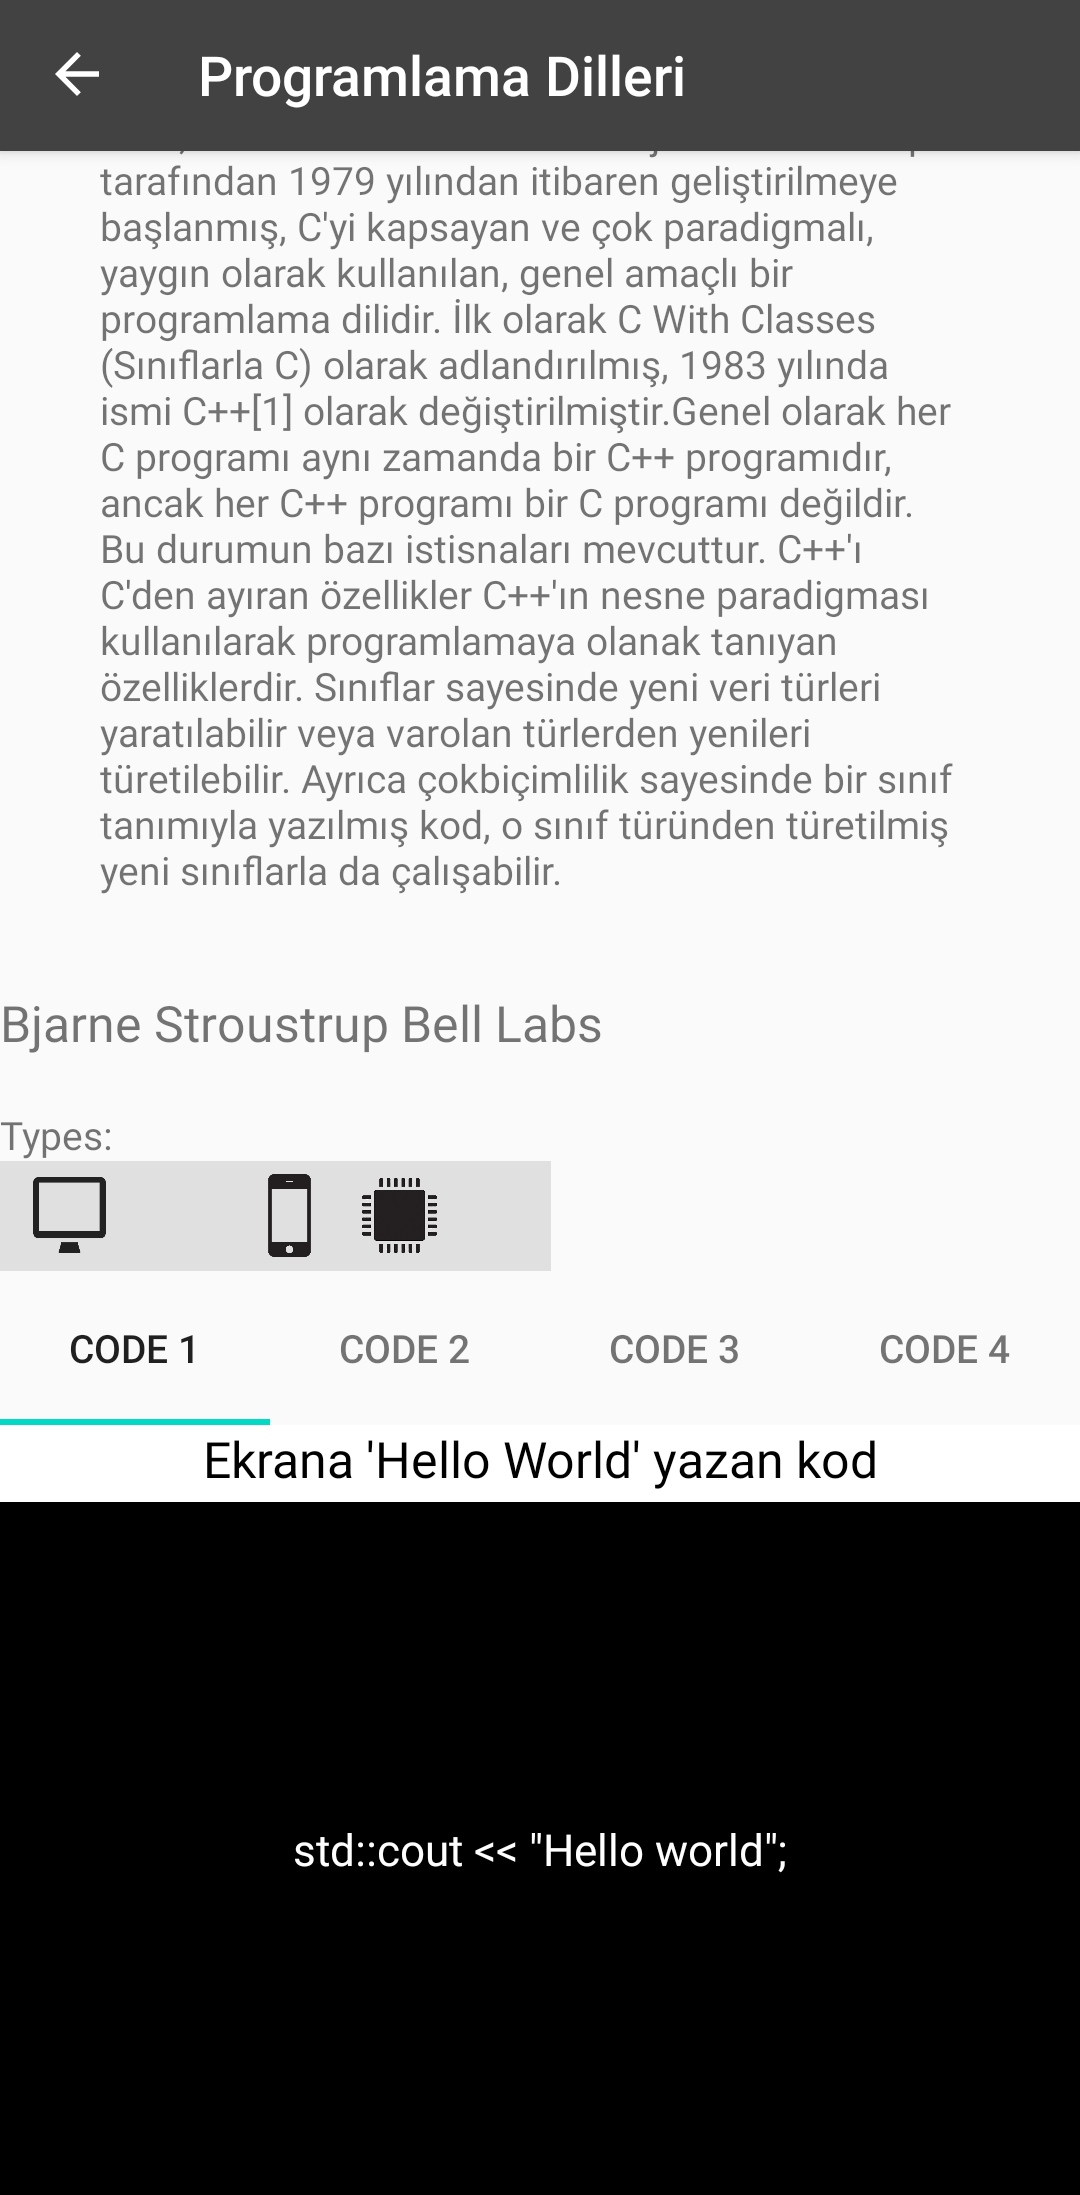 Programlama Dilleri
tarafından 1979 yılından itibaren geliştirilmeye
başlanmış, C'yi kapsayan ve çok paradigmalı,
yaygın olarak kullanılan, genel amaçlı bir
programlama dilidir. İlk olarak C With Classes
(Sınıflarla C) olarak adlandırılmış, 1983 yılında
ismi C++[1] olarak değiştirilmiştir.Genel olarak her
C programı aynı zamanda bir C++ programıdır,
ancak her C++ programı bir C programı değildir.
Bu durumun bazı istisnaları mevcuttur. C++'ı
C'den ayıran özellikler C++'ın nesne paradigması
kullanılarak programlamaya olanak tanıyan
özelliklerdir. Sınıflar sayesinde yeni veri türleri
yaratılabilir veya varolan türlerden yenileri
türetilebilir. Ayrıca çokbiçimlilik sayesinde bir sınıf
tanımıyla yazılmış kod, o sınıf türünden türetilmiş
yeni sınıflarla da çalışabilir.
Bjarne Stroustrup Bell Labs
Types:
CODE 1 CODE 2 CODE 3 CODE 4
Ekrana 'Hello World' yazan kod
std::cout << "Hello world";